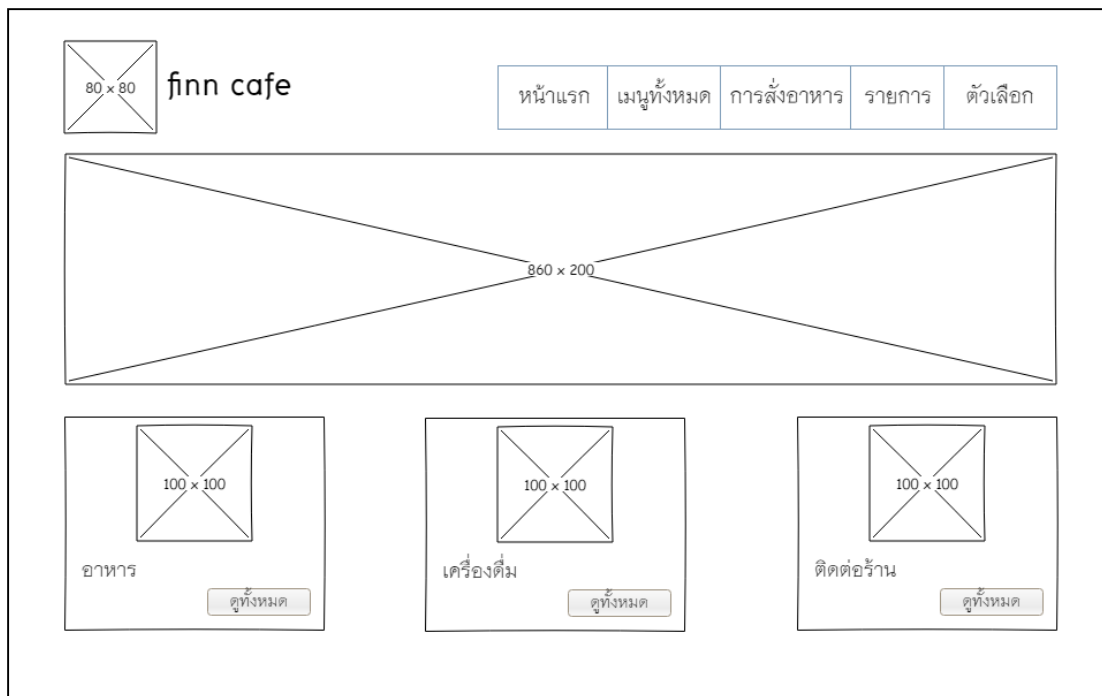 80 x 80
finn cafe
หน้าแรก
เมนูทั้งหมด
การสั่งอาหาร
รายการ
ตัวเลือก
860 x 200
100 x 100
อาหาร
ดูทั้งหมด
100 x 100
เครื่องดื่ม
ดูทั้งหมด
100 x 100
ติดต่อร้าน
ดูทั้งหมด